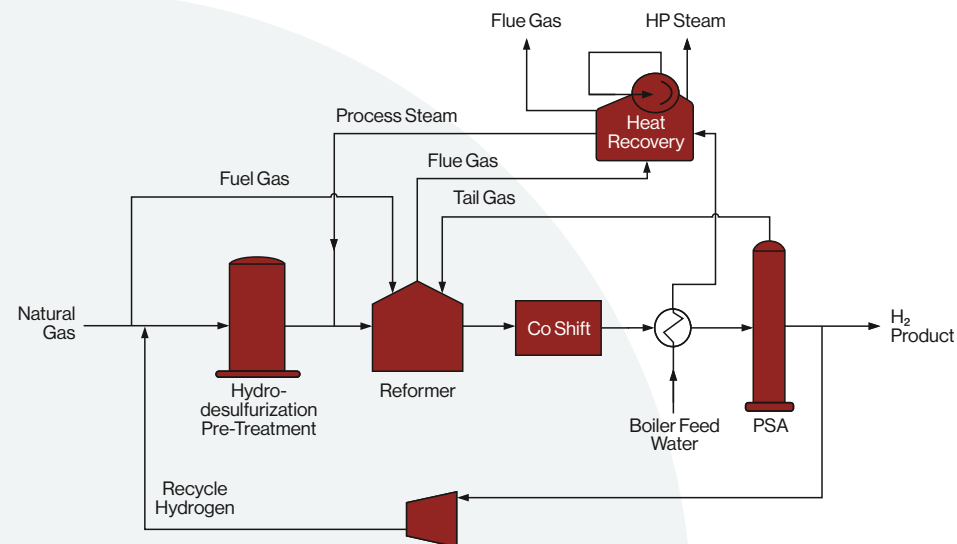 Flue Gas
HP Steam
Process Steam
Heat
Recovery
Flue Gas
Fuel Gas
Tail Gas
Natural
Gas
Co Shift
H₂
Product
Hydro-
desulfurization
Pre-Treatment
Reformer
Boiler Feed
Water
PSA
Recycle
Hydrogen